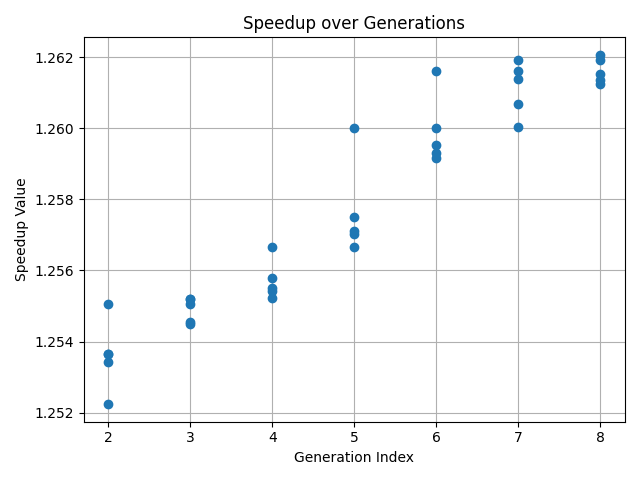 Speedup over Generations
1.262
1.260
1.258
1.256
1.254
1.252
Speedup Value
2 3 4 5 6 7 8
Generation Index